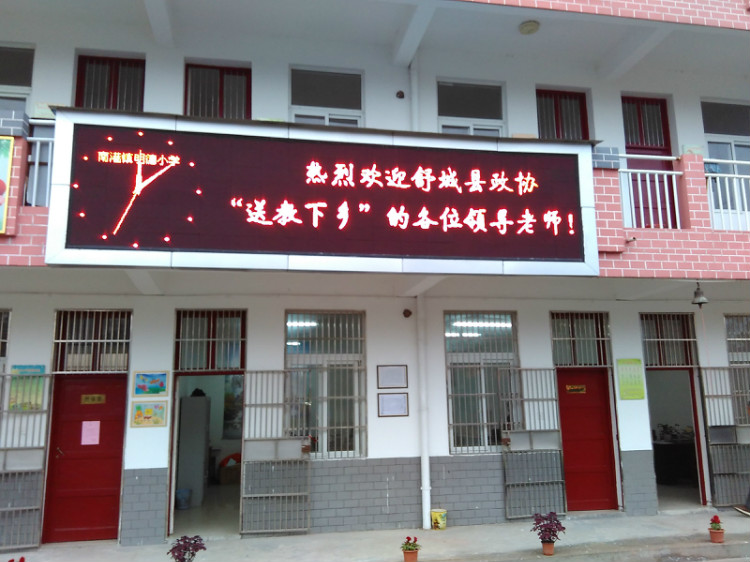 南港镇明德小学
热烈欢迎舒城县政协
“送教下乡”的各位领导老师！